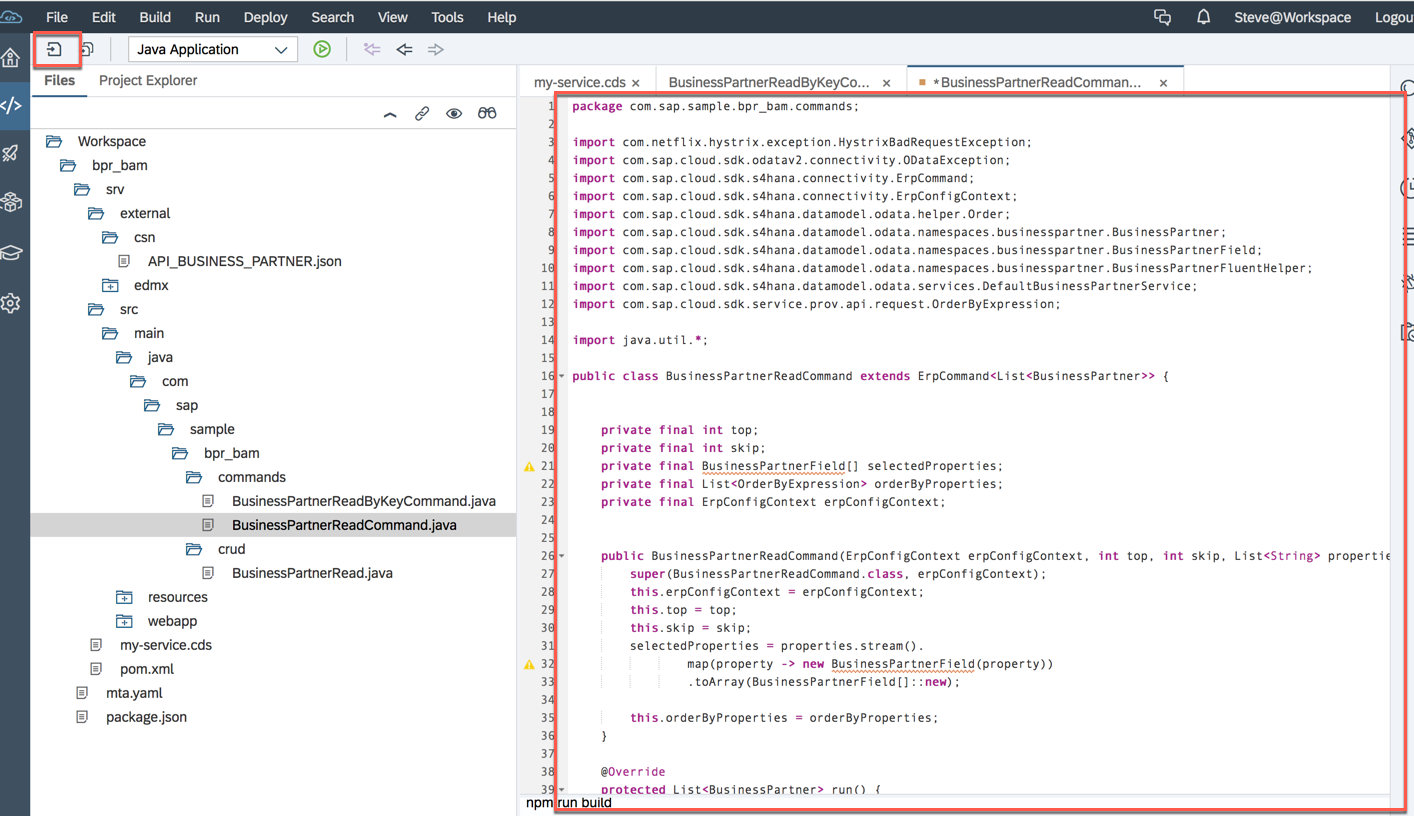 File Edit Build Run Deploy Search View Tools Help Steve@Workspace Logou
Java Application
Files Project Explorer
my-service.cds × BusinessPartnerReadByKeyCo... × *BusinessPartnerReadComman... ×
Workspace
bpr_bam
srv
external
csn
API_BUSINESS_PARTNER.json
edmx
src
main
java
com
sap
sample
bpr_bam
commands
BusinessPartnerReadByKeyCommand.java
BusinessPartnerReadCommand.java
crud
BusinessPartnerRead.java
resources
webapp
my-service.cds
pom.xml
mta.yaml
package.json
1 package com.sap.sample.bpr_bam.commands;
2
3 import com.netflix.hystrix.exception.HystrixBadRequestException;
4 import com.sap.cloud.sdk.odatav2.connectivity.ODataException;
5 import com.sap.cloud.sdk.s4hana.connectivity.ErpCommand;
6 import com.sap.cloud.sdk.s4hana.connectivity.ErpConfigContext;
7 import com.sap.cloud.sdk.s4hana.datamodel.odata.helper.Order;
8 import com.sap.cloud.sdk.s4hana.datamodel.odata.namespaces.businesspartner.BusinessPartner;
9 import com.sap.cloud.sdk.s4hana.datamodel.odata.namespaces.businesspartner.BusinessPartnerField;
10 import com.sap.cloud.sdk.s4hana.datamodel.odata.namespaces.businesspartner.BusinessPartnerFluentHelper;
11 import com.sap.cloud.sdk.s4hana.datamodel.odata.services.DefaultBusinessPartnerService;
12 import com.sap.cloud.sdk.service.prov.api.request.OrderByExpression;
13
14 import java.util.*;
15
16 public class BusinessPartnerReadCommand extends ErpCommand<List<BusinessPartner>> {
17
18
19 private final int top;
20 private final int skip;
21 private final BusinessPartnerField[] selectedProperties;
22 private final List<OrderByExpression> orderByProperties;
23 private final ErpConfigContext erpConfigContext;
24
25
26 public BusinessPartnerReadCommand(ErpConfigContext erpConfigContext, int top, int skip, List<String> propertie
27 super(BusinessPartnerReadCommand.class, erpConfigContext);
28 this.erpConfigContext = erpConfigContext;
29 this.top = top;
30 this.skip = skip;
31 selectedProperties = properties.stream().
32 map(property -> new BusinessPartnerField(property))
33 .toArray(BusinessPartnerField[]::new);
34
35 this.orderByProperties = orderByProperties;
36 }
37
38 @Override
39 protected List<BusinessPartner> run() {
npm run build